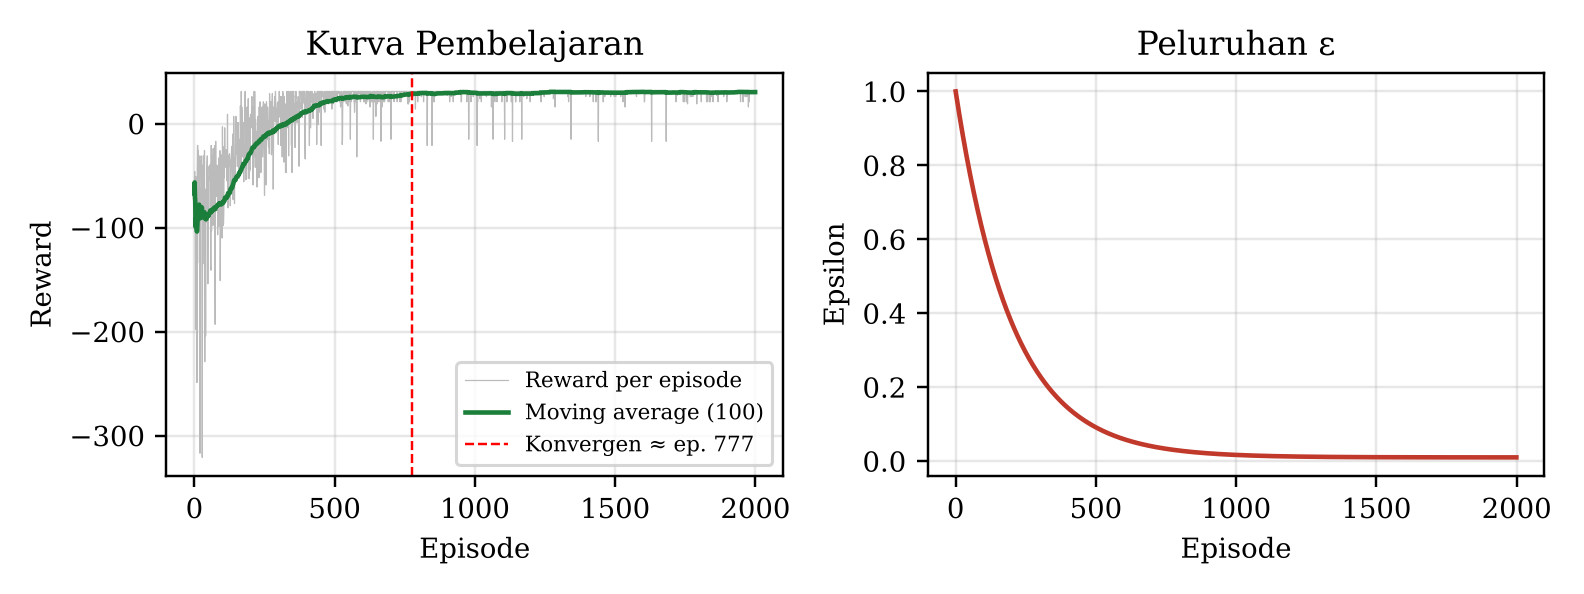 Kurva Pembelajaran
Reward
0
−100
−200
−300
Reward per episode
Moving average (100)
Konvergen ≈ ep. 777
0 500 1000 1500 2000
Episode
Peluruhan ε
Epsilon
1.0
0.8
0.6
0.4
0.2
0.0
0 500 1000 1500 2000
Episode